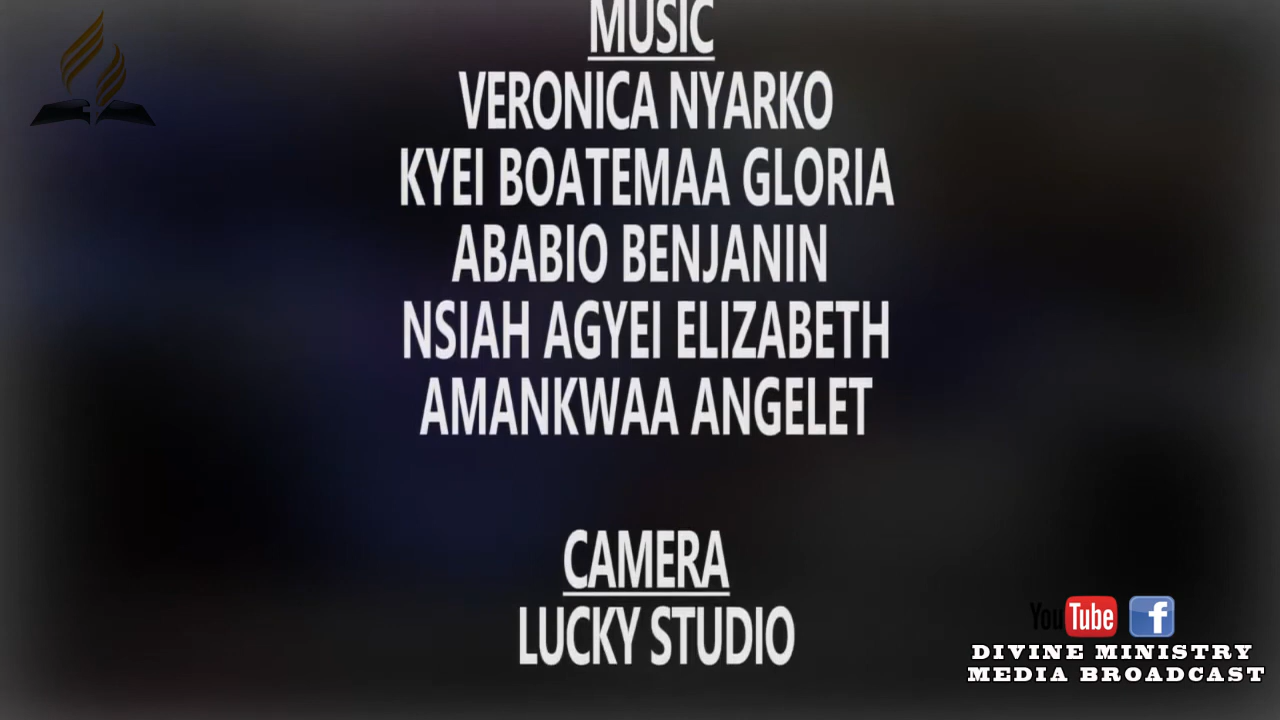 MUSIC
VERONICA NYARKO
KYEI BOATEMAA GLORIA
ABABIO BENJANIN
NSIAH AGYEI ELIZABETH
AMANKWAA ANGELET
CAMERA
LUCKY STUDIO
YouTube f
DIVINE MINISTRY
MEDIA BROADCAST